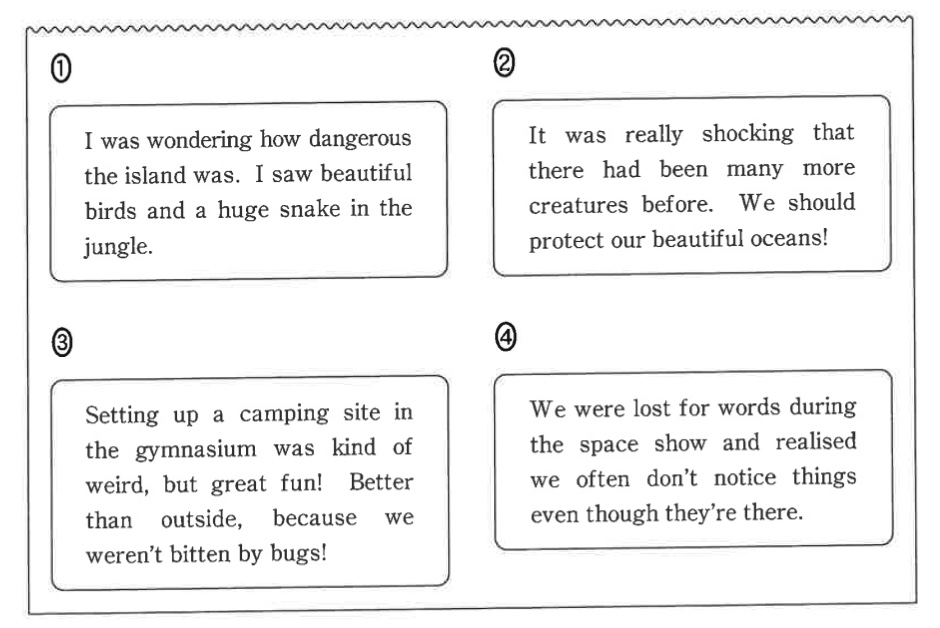 ①
I was wondering how dangerous
the island was. I saw beautiful
birds and a huge snake in the
jungle.
②
It was really shocking that
there had been many more
creatures before. We should
protect our beautiful oceans!
③
Setting up a camping site in
the gymnasium was kind of
weird, but great fun! Better
than outside, because we
weren't bitten by bugs!
④
We were lost for words during
the space show and realised
we often don't notice things
even though they're there.